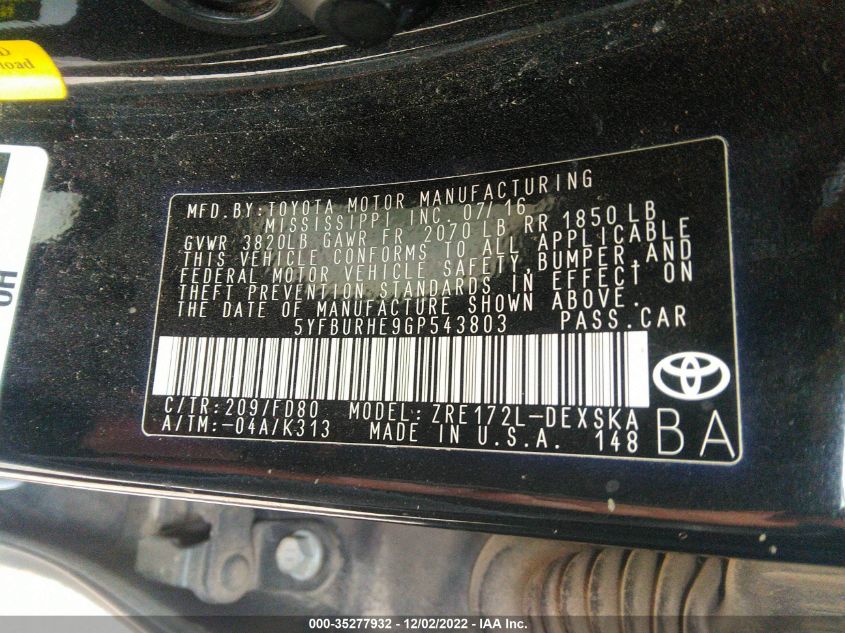 D
oad
HO
MFD.BY:TOYOTA MOTOR MANUFACTURING
MISSISSIPPI INC. 07/16
GVWR 3820LB GAWR FR 2070 LB RR 1850 LB
THIS VEHICLE CONFORMS TO ALL APPLICABLE
FEDERAL MOTOR VEHICLE SAFETY, BUMPER, AND
THEFT PREVENTION STANDARDS IN EFFECT ON
THE DATE OF MANUFACTURE SHOWN ABOVE.
5YFBURHE9GP543803 PASS.CAR
C/TR:209/FD80 MODEL: ZRE172L-DEXSKA
A/TM:-04A/K313 MADE IN U.S.A. 148
BA
000-35277932 - 12/02/2022 - IAA Inc.